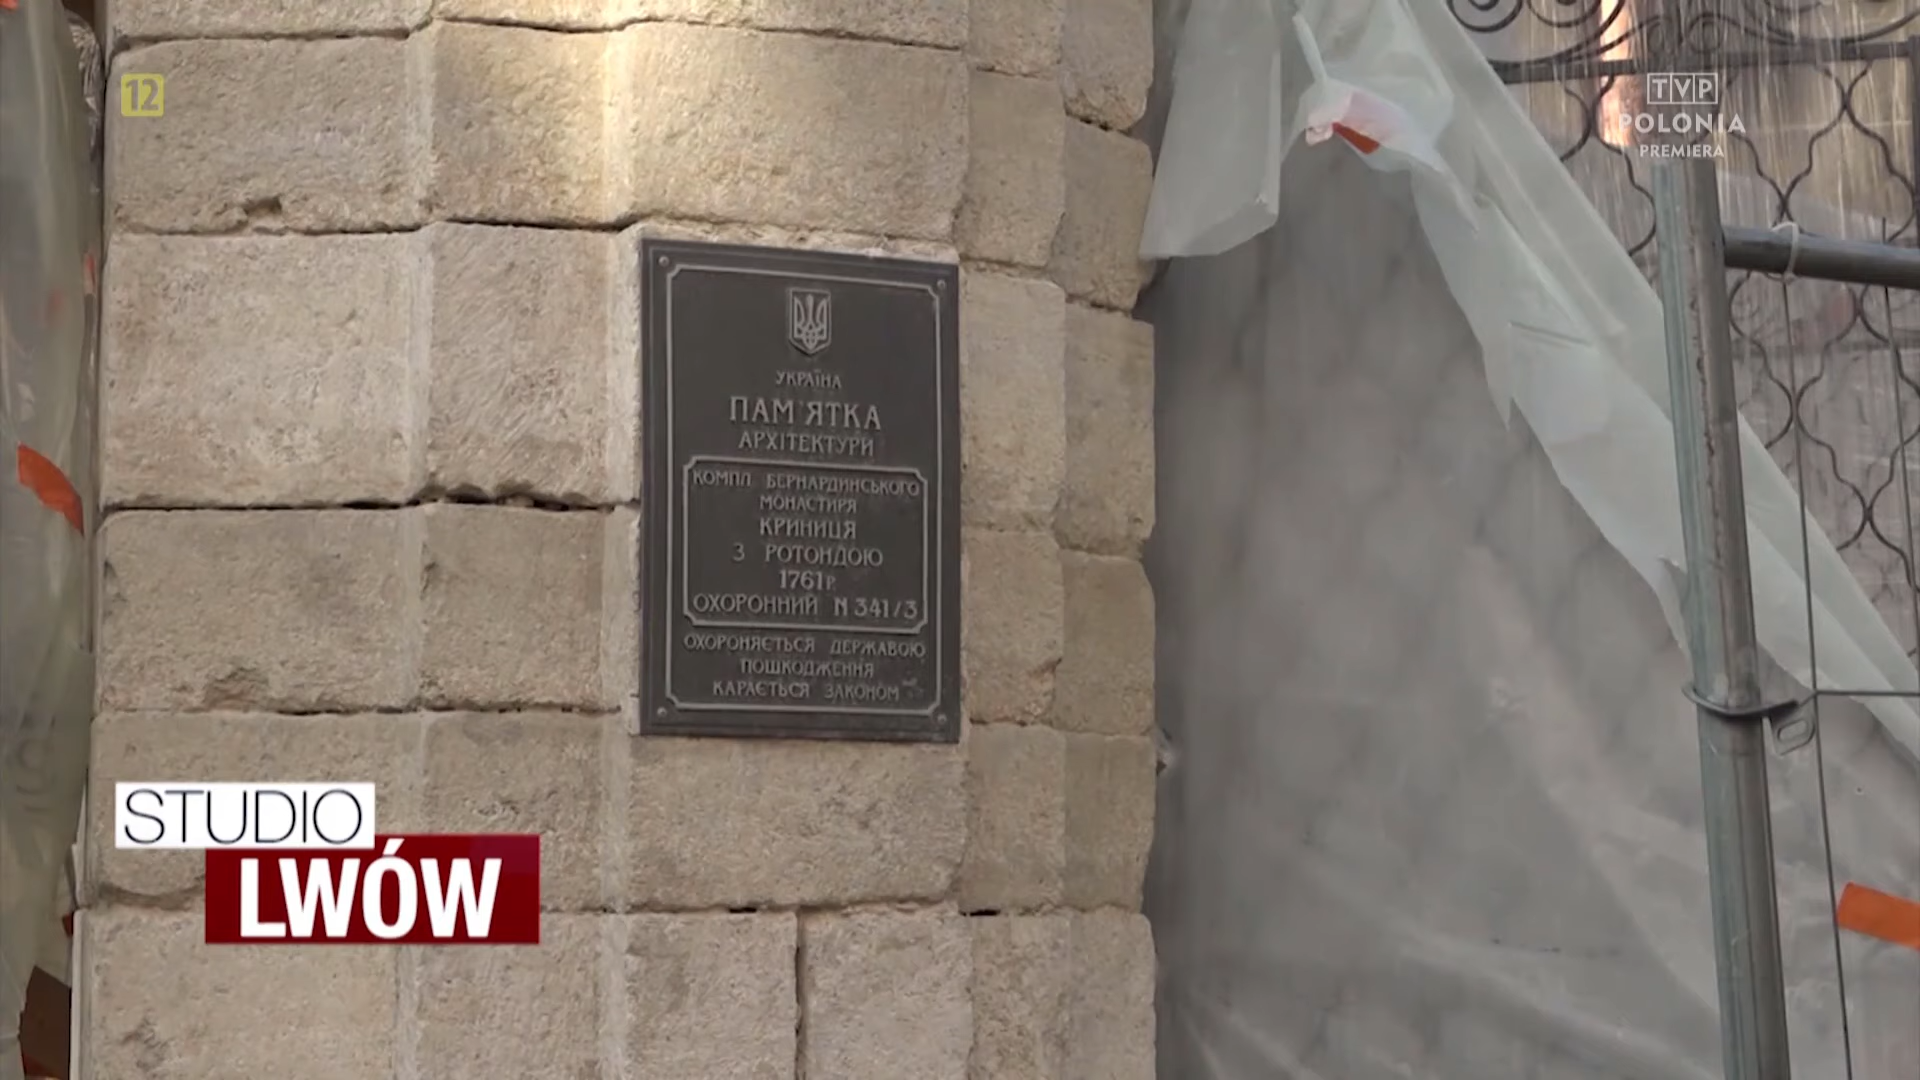 12
TVP
POLONIA
PREMIERA
УКРАЇНА
ПАМ'ЯТКА
АРХІТЕКТУРИ
КОМПЛ. БЕРНАРДИНСЬКОГО
МОНАСТИРЯ
КРИНИЦЯ
З РОТОНДОЮ
1761 Р.
ОХОРОННИЙ N 341/3
ОХОРОНЯЄТЬСЯ ДЕРЖАВОЮ
ПОШКОДЖЕННЯ
КАРАЄТЬСЯ ЗАКОНОМ
STUDIO
LWÓW